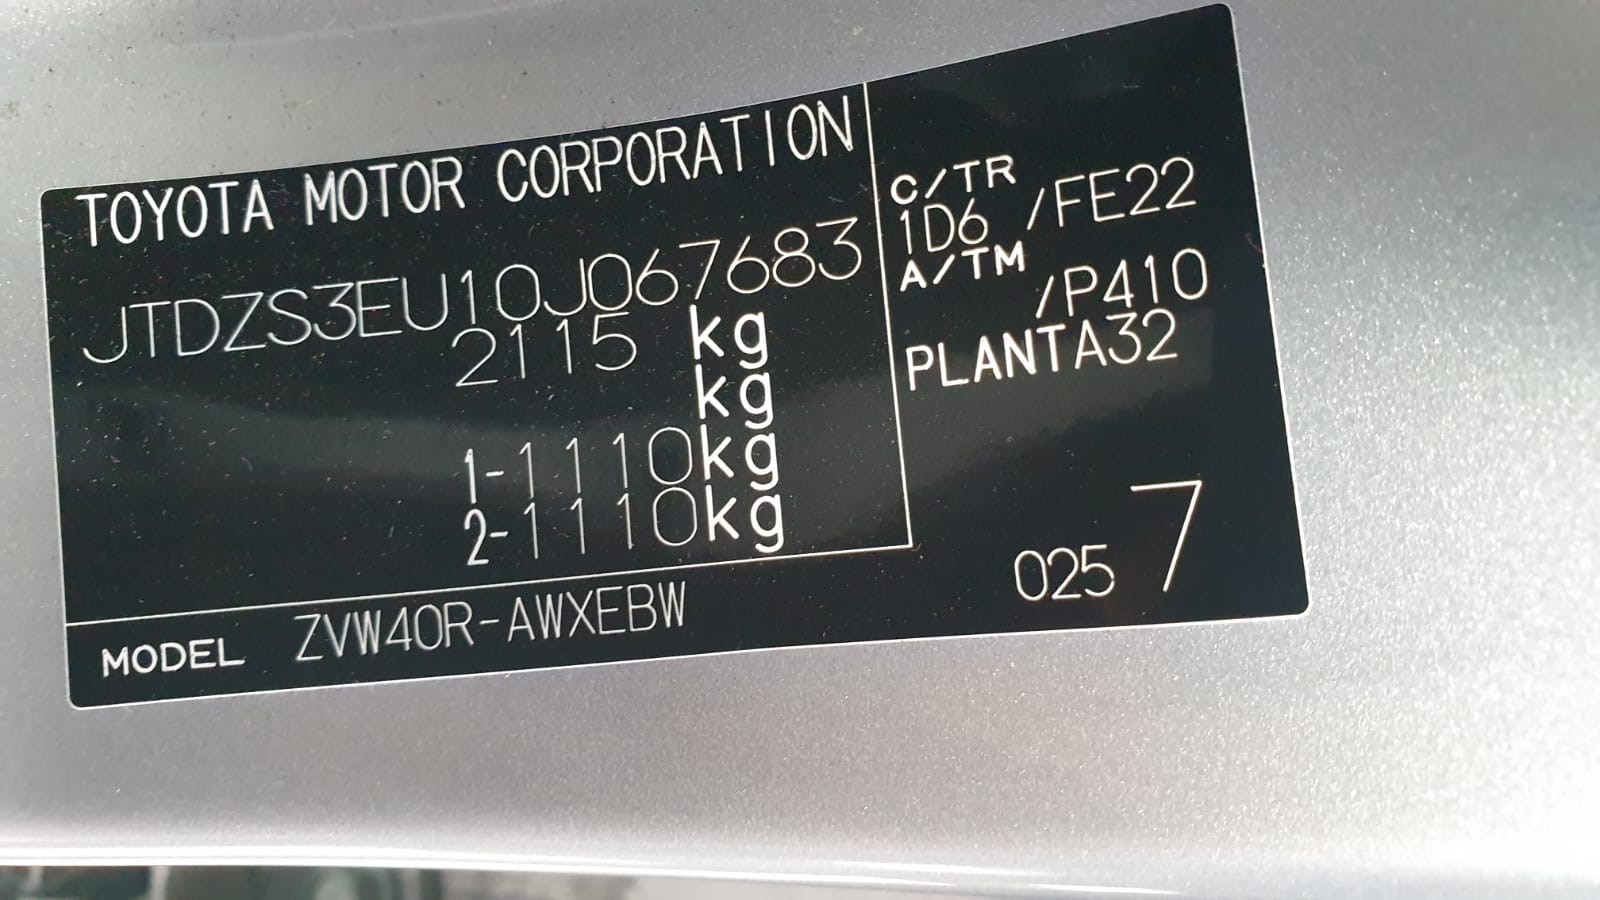 TOYOTA MOTOR CORPORATION
JTDZS3EU10J067683
2115 kg
kg
1-1110kg
2-1110kg
MODEL ZVW40R-AWXEBW
C/TR
1D6 /FE22
A/TM
/P410
PLANTA32
025 7